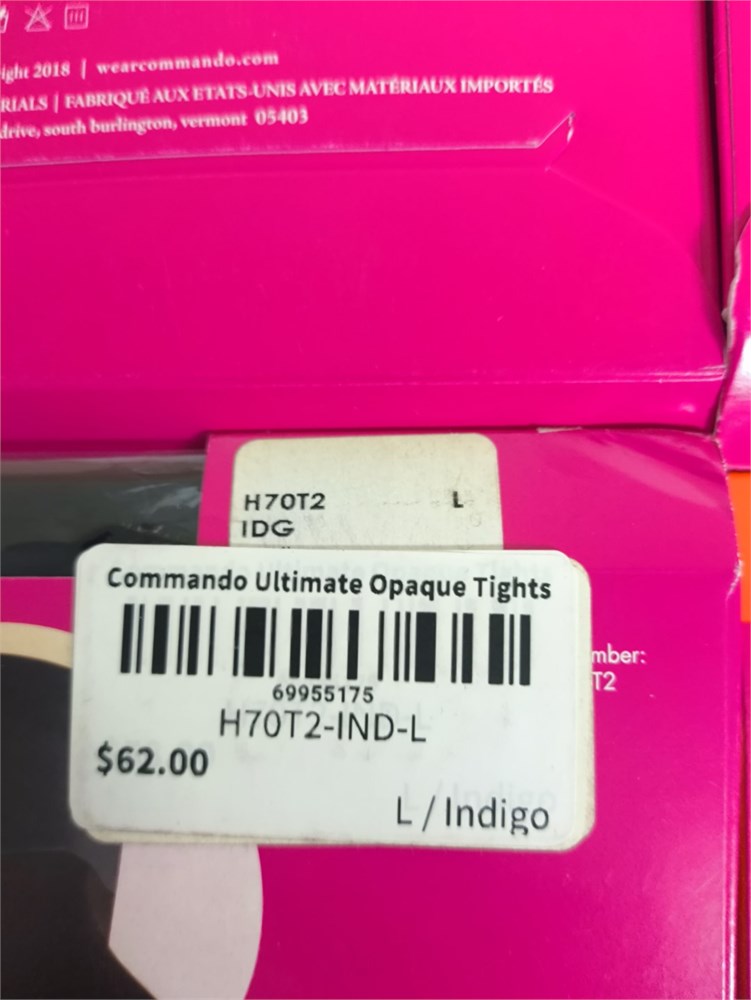 ight 2018 | wearcommando.com
RIALS | FABRIQUÉ AUX ETATS-UNIS AVEC MATÉRIAUX IMPORTÉS
drive, south burlington, vermont 05403
H70T2 L
IDG
Commando Ultimate Opaque Tights
69955175
H70T2-IND-L
$62.00
L / Indigo
mber:
T2